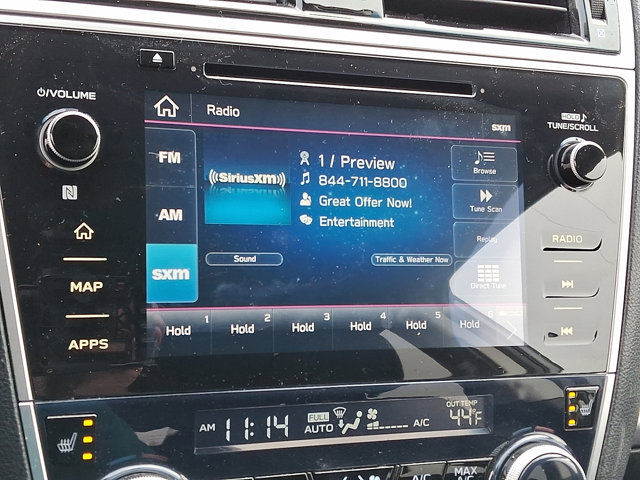 ⏻/VOLUME
HOLD
TUNE/SCROLL
Radio
sxm
FM
AM
sxm
((SiriusXM))
1 / Preview
844-711-8800
Great Offer Now!
Entertainment
Browse
Tune Scan
Replay
Direct Tune
Sound
Traffic & Weather Now
1 2 3 4 5 6
Hold Hold Hold Hold Hold Hold
MAP
APPS
RADIO
AM 11:14
FULL
AUTO
A/C
OUT TEMP
44°F
A/C
MAX
A/C